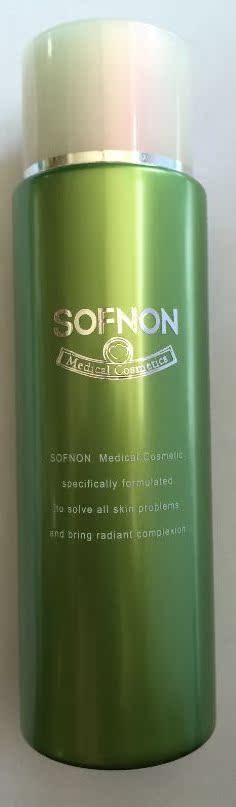 SOFNON
Medical Cosmetics
SOFNON Medical Cosmetic
specifically formulated
to solve all skin problems
and bring radiant complexion